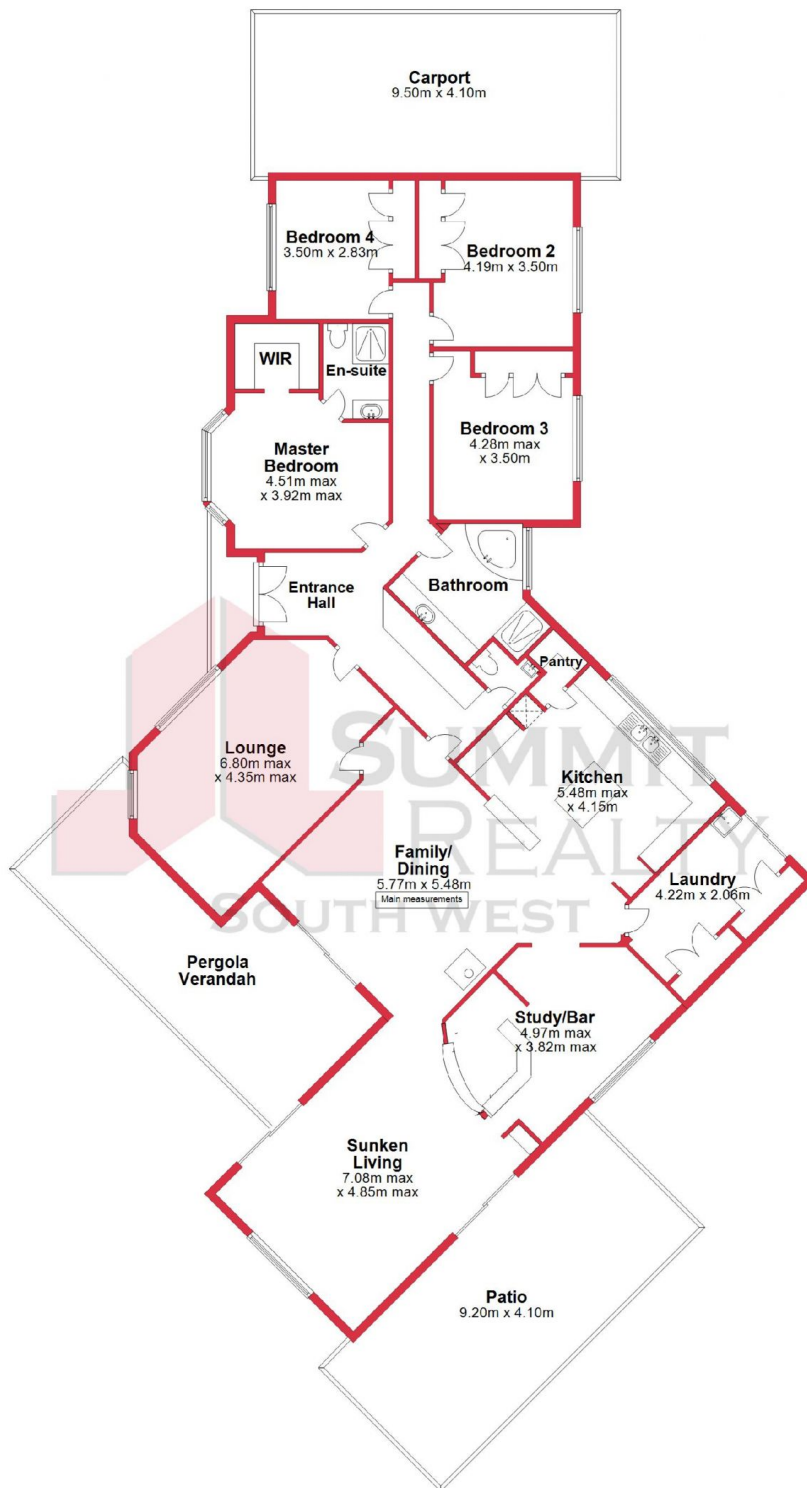 Carport
9.50m x 4.10m
Bedroom 4
3.50m x 2.83m
Bedroom 2
4.19m x 3.50m
WIR
En-suite
Bedroom 3
4.28m max
x 3.50m
Master
Bedroom
4.51m max
x 3.92m max
Entrance
Hall
Bathroom
Pantry
Lounge
6.80m max
x 4.35m max
Kitchen
5.48m max
x 4.15m
Family/
Dining
5.77m x 5.48m
Main measurements
Laundry
4.22m x 2.06m
SUMMIT
REALTY
SOUTH WEST
Pergola
Verandah
Study/Bar
4.97m max
x 3.82m max
Sunken
Living
7.08m max
x 4.85m max
Patio
9.20m x 4.10m